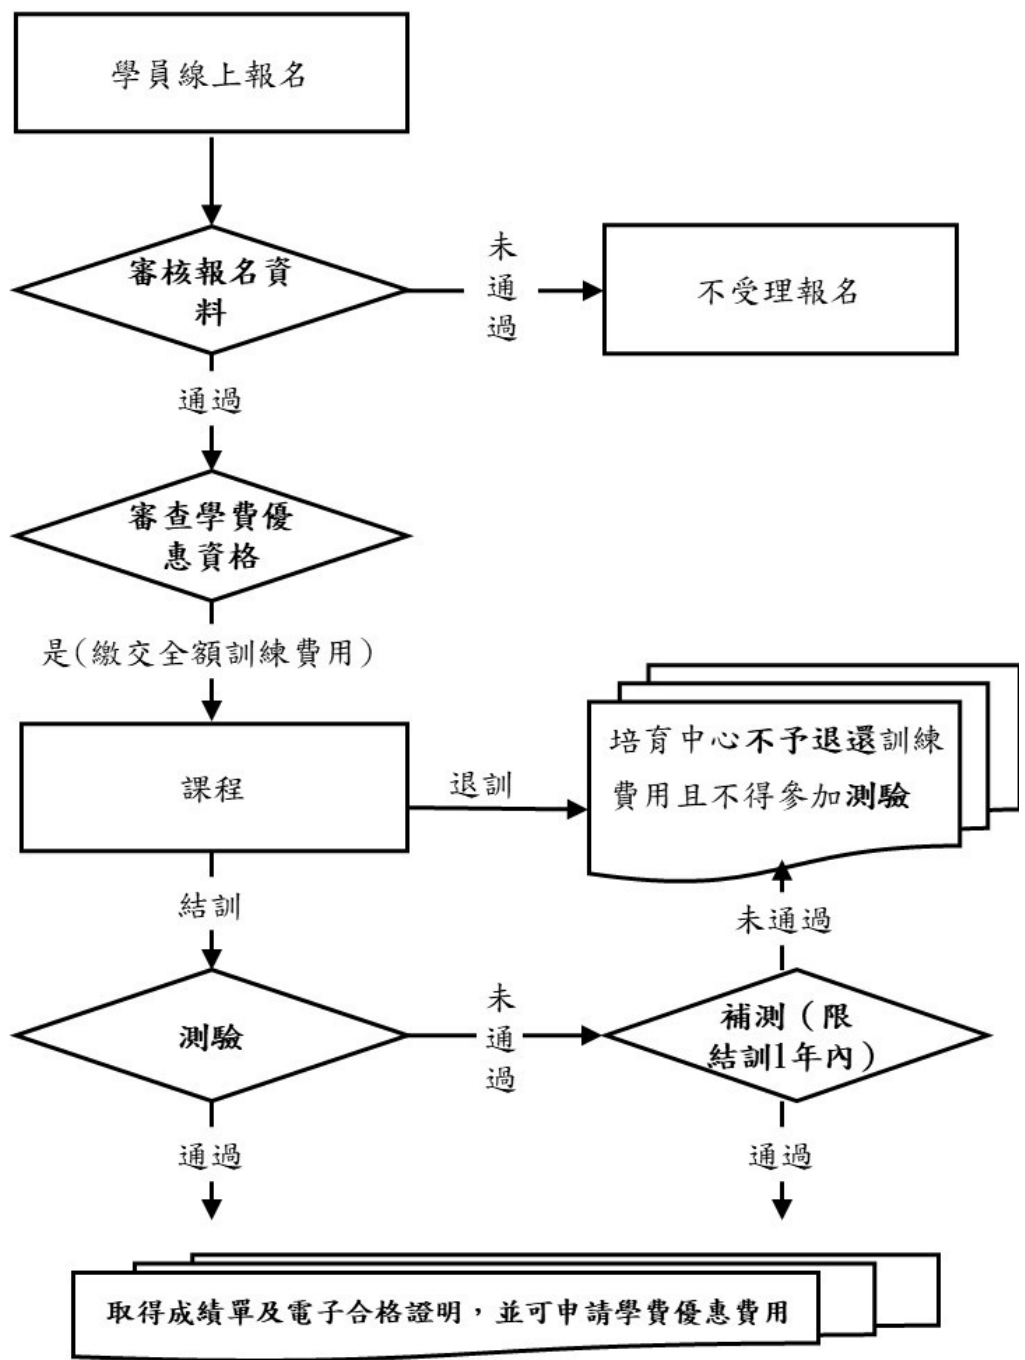 學員線上報名
審核報名資
料
未
通
過
不受理報名
通過
審查學費優
惠資格
是(繳交全額訓練費用)
課程
退訓
培育中心不予退還訓練
費用且不得參加測驗
結訓
未通過
測驗
未
通
過
補測(限
結訓1年內)
通過
通過
取得成績單及電子合格證明，並可申請學費優惠費用